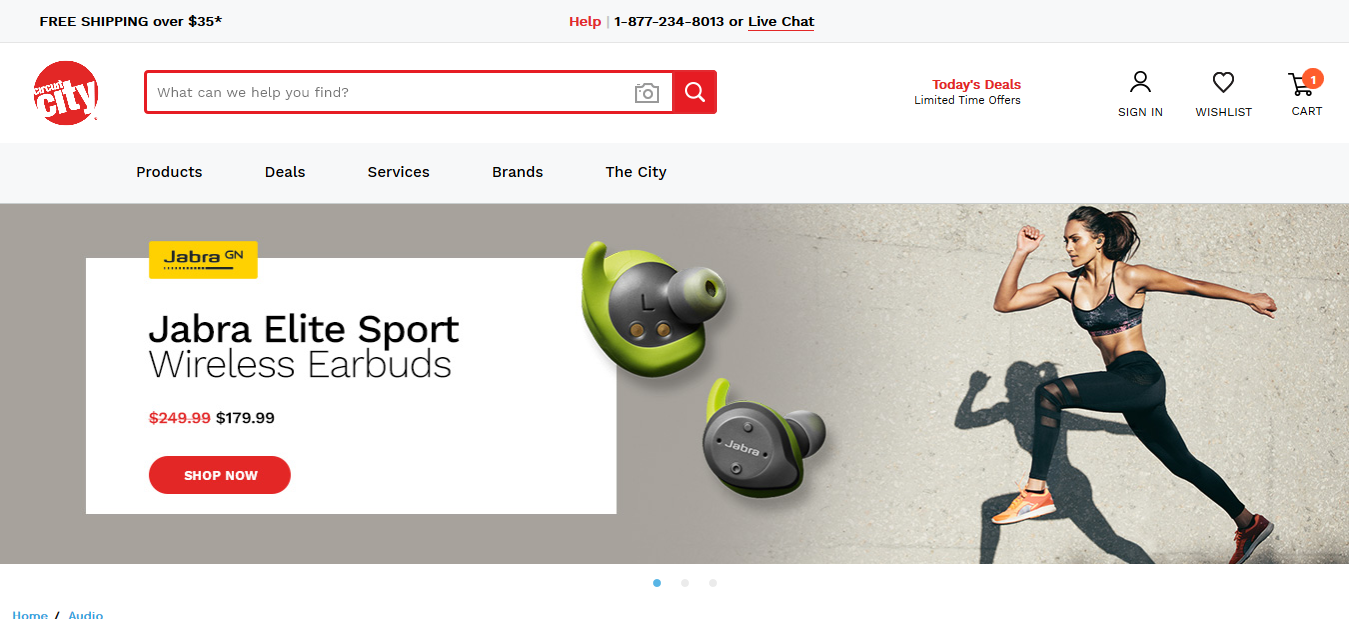 FREE SHIPPING over $35*
Help | 1-877-234-8013 or Live Chat
circuit city
What can we help you find?
Today's Deals
Limited Time Offers
SIGN IN
WISHLIST
1
CART
Products
Deals
Services
Brands
The City
Jabra GN
Jabra Elite Sport
Wireless Earbuds
$249.99 $179.99
SHOP NOW
L
Jabra
Home / Audio